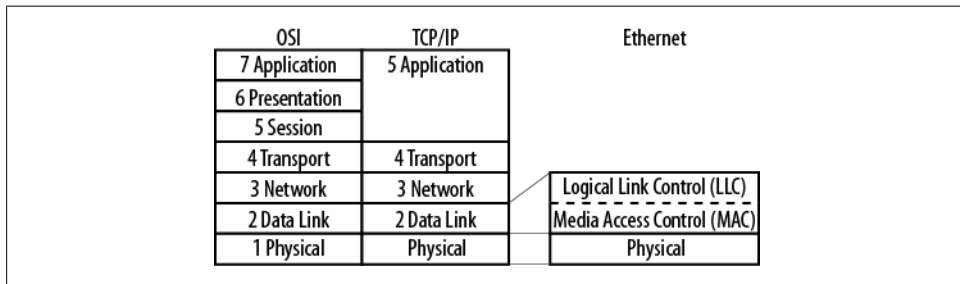 OSI TCP/IP Ethernet
7 Application 5 Application
6 Presentation
5 Session
4 Transport 4 Transport
3 Network 3 Network Logical Link Control (LLC)
2 Data Link 2 Data Link Media Access Control (MAC)
1 Physical Physical Physical